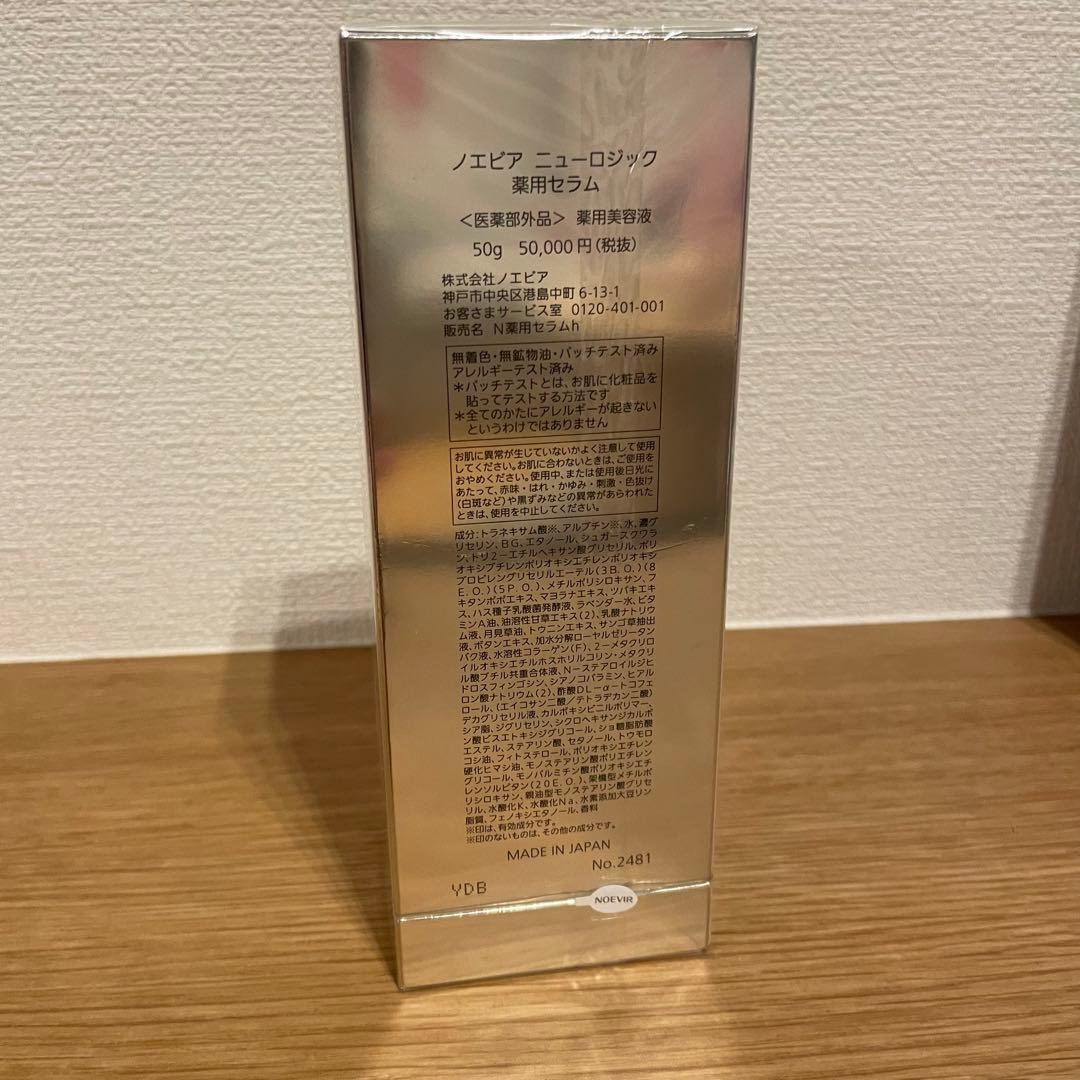 ノエビア ニューロジック
薬用セラム
<医薬部外品> 薬用美容液
50g 50,000円(税抜)
株式会社ノエビア
神戸市中央区港島中町6-13-1
お客さまサービス室 0120-401-001
販売名 N薬用セラムh
無着色・無鉱物油・パッチテスト済み
アレルギーテスト済み
*パッチテストとは、お肌に化粧品を
貼ってテストする方法です
*全てのかたにアレルギーが起きない
というわけではありません
お肌に異常が生じていないかよく注意して使用
してください。お肌に合わないときは、ご使用を
おやめください。使用中、または使用後日光に
あたって、赤味・はれ・かゆみ・刺激・色抜け
(白斑など)や黒ずみなどの異常があらわれた
ときは、使用を中止してください。
成分:トラネキサム酸※、アルブチン※、水、濃グ
リセリン、BG、エタノール、シュガースクワラ
ン、トリ2-エチルヘキサン酸グリセリル、ポリ
オキシブチレンポリオキシエチレンポリオキシ
プロピレングリセリルエーテル(3B.O.)(8
E.O.)(5P.O.)、メチルポリシロキサン、フ
キタンポポエキス、マヨラナエキス、ツバキエキ
ス、ハス種子乳酸菌発酵液、ラベンダー水、ビタ
ミンA油、油溶性甘草エキス(2)、乳酸ナトリウ
ム液、月見草油、トウニンエキス、サンゴ草抽出
液、ボタンエキス、加水分解ローヤルゼリータン
パク液、水溶性コラーゲン(F)、2-メタクリロ
イルオキシエチルホスホリルコリン・メタクリ
ル酸ブチル共重合体液、N-ステアロイルジヒ
ドロスフィンゴシン、シアノコバラミン、ヒアル
ロン酸ナトリウム(2)、酢酸DL-α-トコフェ
ロール、(エイコサン二酸/テトラデカン二酸)
デカグリセリル液、カルボキシビニルポリマー、
シア脂、ジグリセリン、シクロヘキサンジカルボ
ン酸ビスエトキシジグリコール、ショ糖脂肪酸
エステル、ステアリン酸、セタノール、トウモロ
コシ油、フィトステロール、ポリオキシエチレン
硬化ヒマシ油、モノステアリン酸ポリエチレン
グリコール、モノパルミチン酸ポリオキシエチ
レンソルビタン(20E.O.)、架橋型メチルポ
リシロキサン、親油型モノステアリン酸グリセ
リル、水酸化K、水酸化Na、水素添加大豆リン
脂質、フェノキシエタノール、香料
※印は、有効成分です。
※印のないものは、その他の成分です。
MADE IN JAPAN
No.2481
YDB
NOEVIR